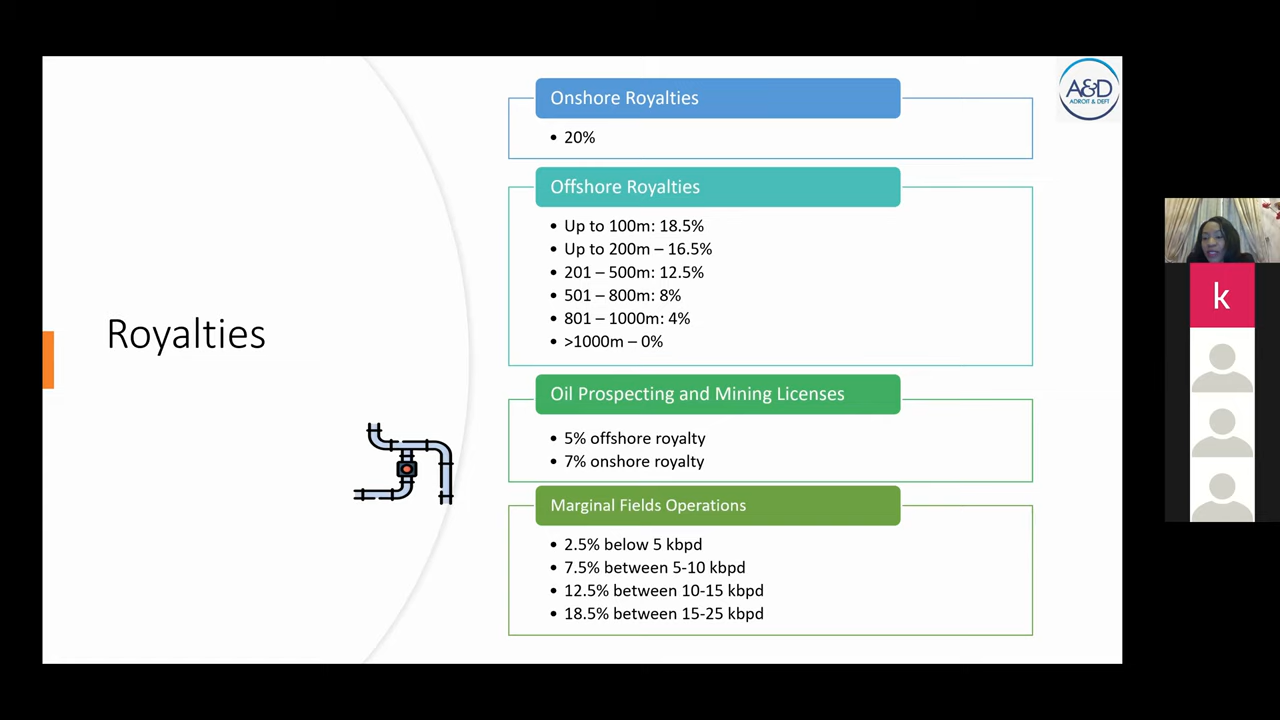 A&D
ADROIT & DEFT
Royalties
Onshore Royalties
• 20%
Offshore Royalties
• Up to 100m: 18.5%
• Up to 200m – 16.5%
• 201 – 500m: 12.5%
• 501 – 800m: 8%
• 801 – 1000m: 4%
• >1000m – 0%
Oil Prospecting and Mining Licenses
• 5% offshore royalty
• 7% onshore royalty
Marginal Fields Operations
• 2.5% below 5 kbpd
• 7.5% between 5-10 kbpd
• 12.5% between 10-15 kbpd
• 18.5% between 15-25 kbpd
k